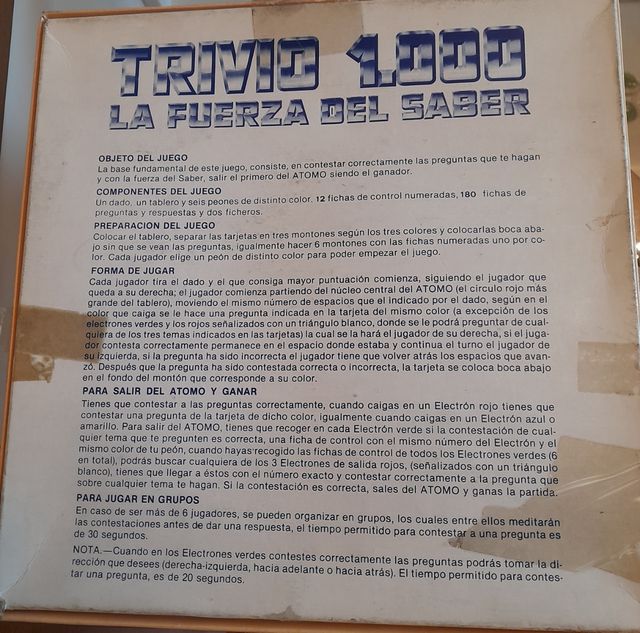 TRIVIO 1.000
LA FUERZA DEL SABER
OBJETO DEL JUEGO
La base fundamental de este juego, consiste, en contestar correctamente las preguntas que te hagan
y con la fuerza del Saber, salir el primero del ATOMO siendo el ganador.
COMPONENTES DEL JUEGO
Un dado, un tablero y seis peones de distinto color. 12 fichas de control numeradas, 180 fichas de
preguntas y respuestas y dos ficheros.
PREPARACION DEL JUEGO
Colocar el tablero, separar las tarjetas en tres montones según los tres colores y colocarlas boca aba-
jo sin que se vean las preguntas, igualmente hacer 6 montones con las fichas numeradas uno por co-
lor. Cada jugador elige un peón de distinto color para poder empezar el juego.
FORMA DE JUGAR
Cada jugador tira el dado y el que consiga mayor puntuación comienza, siguiendo el jugador que
queda a su derecha; el jugador comienza partiendo del núcleo central del ATOMO (el circulo rojo más
grande del tablero), moviendo el mismo número de espacios que el indicado por el dado, según en el
color que caiga se le hace una pregunta indicada en la tarjeta del mismo color (a excepción de los
electrones verdes y los rojos señalizados con un triángulo blanco, donde se le podrá preguntar de cual-
quiera de los tres temas indicados en las tarjetas) la cual se la hará el jugador de su derecha, si el juga-
dor contesta correctamente permanece en el espacio donde estaba y continua el turno el jugador de
su izquierda, si la pregunta ha sido incorrecta el jugador tiene que volver atrás los espacios que avan-
zó. Después que la pregunta ha sido contestada correcta o incorrecta, la tarjeta se coloca boca abajo
en el fondo del montón que corresponde a su color.
PARA SALIR DEL ATOMO Y GANAR
Tienes que contestar a las preguntas correctamente, cuando caigas en un Electrón rojo tienes que
contestar una pregunta de la tarjeta de dicho color, igualmente cuando caigas en un Electrón azul o
amarillo. Para salir del ATOMO, tienes que recoger en cada Electrón verde si la contestación de cual-
quier tema que te pregunten es correcta, una ficha de control con el mismo número del Electrón y el
mismo color de tu peón, cuando hayas recogido las fichas de control de todos los Electrones verdes (6
en total), podrás buscar cualquiera de los 3 Electrones de salida rojos, (señalizados con un triángulo
blanco), tienes que llegar a éstos con el número exacto y contestar correctamente a la pregunta que
sobre cualquier tema te hagan. Si la contestación es correcta, sales del ATOMO y ganas la partida.
PARA JUGAR EN GRUPOS
En caso de ser más de 6 jugadores, se pueden organizar en grupos, los cuales entre ellos meditarán
las contestaciones antes de dar una respuesta, el tiempo permitido para contestar a una pregunta es
de 30 segundos.
NOTA.—Cuando en los Electrones verdes contestes correctamente las preguntas podrás tomar la di-
rección que desees (derecha-izquierda, hacia adelante o hacia atrás). El tiempo permitido para contes-
tar una pregunta, es de 20 segundos.